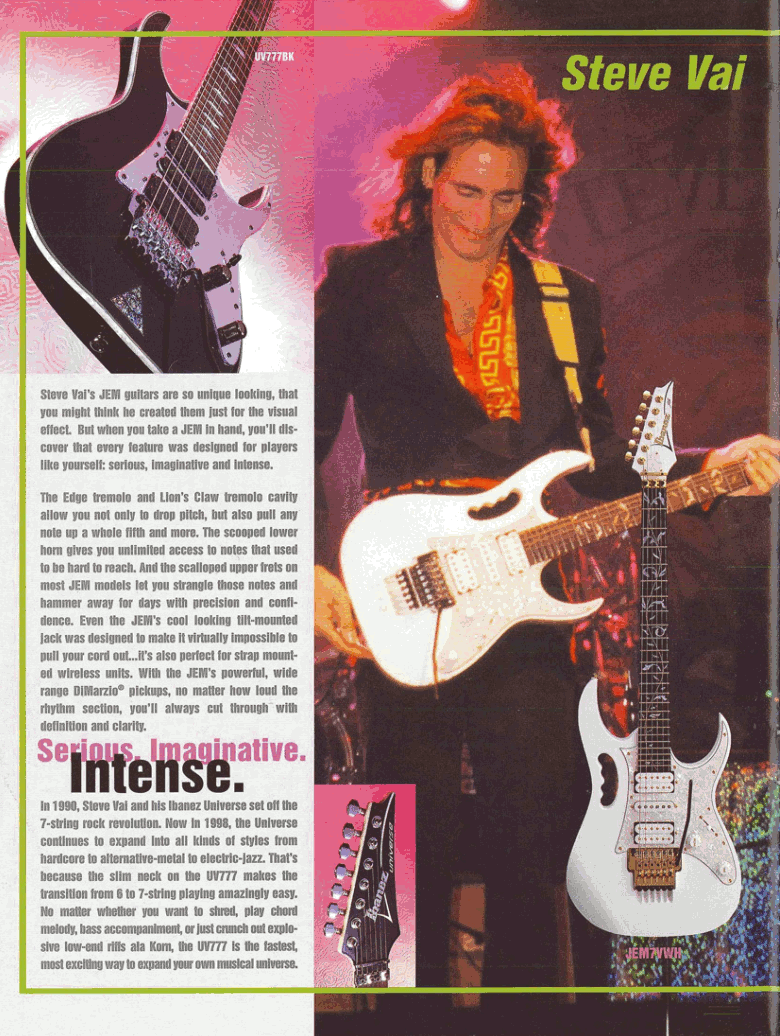 UV777BK
Steve Vai
Steve Vai's JEM guitars are so unique looking, that
you might think he created them just for the visual
effect. But when you take a JEM in hand, you'll dis-
cover that every feature was designed for players
like yourself: serious, imaginative and intense.
The Edge tremolo and Lion's Claw tremolo cavity
allow you not only to drop pitch, but also pull any
note up a whole fifth and more. The scooped lower
horn gives you unlimited access to notes that used
to be hard to reach. And the scalloped upper frets on
most JEM models let you strangle those notes and
hammer away for days with precision and confi-
dence. Even the JEM's cool looking tilt-mounted
jack was designed to make it virtually impossible to
pull your cord out...it's also perfect for strap mount-
ed wireless units. With the JEM's powerful, wide
range DiMarzio® pickups, no matter how loud the
rhythm section, you'll always cut through with
definition and clarity.
Serious. Imaginative.
Intense.
In 1990, Steve Vai and his Ibanez Universe set off the
7-string rock revolution. Now in 1998, the Universe
continues to expand into all kinds of styles from
hardcore to alternative-metal to electric-jazz. That's
because the slim neck on the UV777 makes the
transition from 6 to 7-string playing amazingly easy.
No matter whether you want to shred, play chord
melody, bass accompaniment, or just crunch out explo-
sive low-end riffs ala Korn, the UV777 is the fastest,
most exciting way to expand your own musical universe.
Ibanez
universe
Ibanez
JEM7VWH